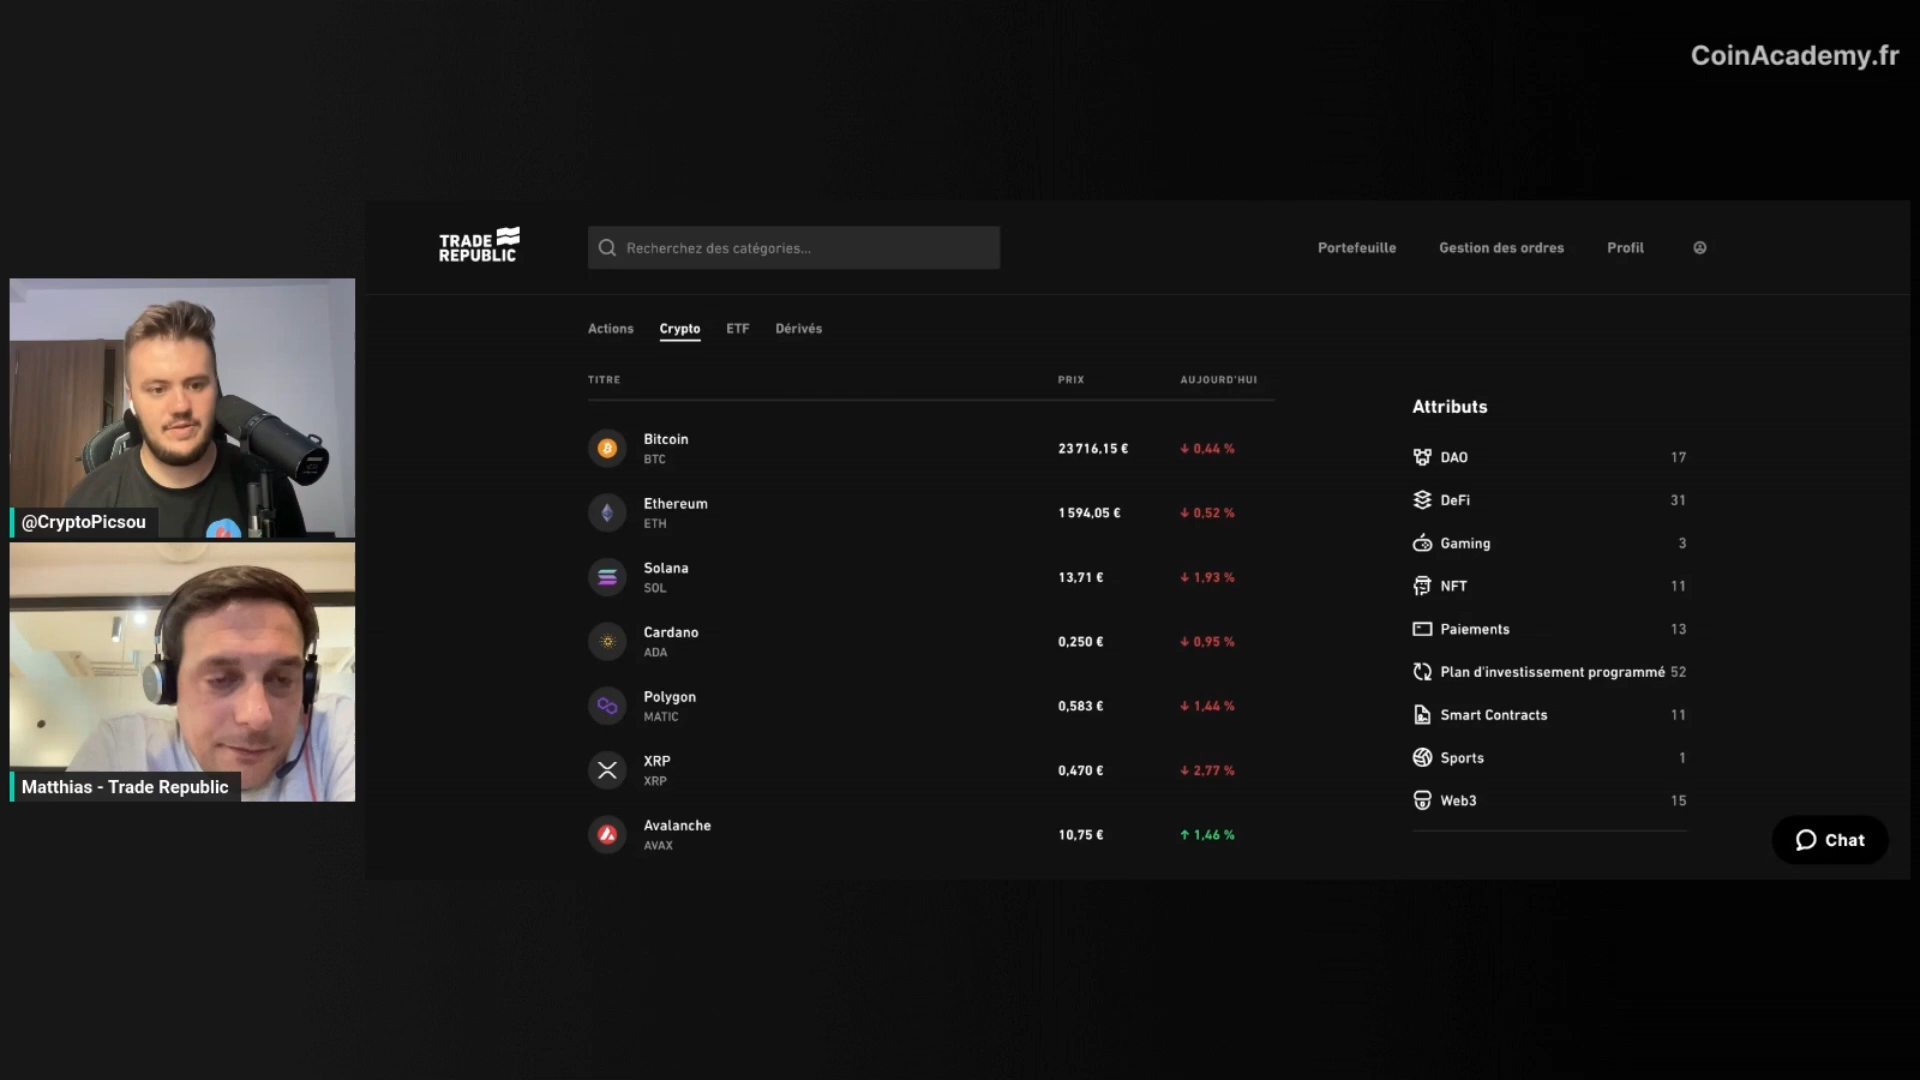 CoinAcademy.fr
TRADE
REPUBLIC
Recherchez des catégories...
Portefeuille
Gestion des ordres
Profil
Actions
Crypto
ETF
Dérivés
TITRE
PRIX
AUJOURD'HUI
Bitcoin
BTC
23 716,15 €
0,44 %
Ethereum
ETH
1 594,05 €
0,52 %
Solana
SOL
13,71 €
1,93 %
Cardano
ADA
0,250 €
0,95 %
Polygon
MATIC
0,583 €
1,44 %
XRP
XRP
0,470 €
2,77 %
Avalanche
AVAX
10,75 €
1,46 %
Attributs
DAO 17
DeFi 31
Gaming 3
NFT 11
Paiements 13
Plan d'investissement programmé 52
Smart Contracts 11
Sports 1
Web3 15
Chat
@CryptoPicsou
Matthias - Trade Republic